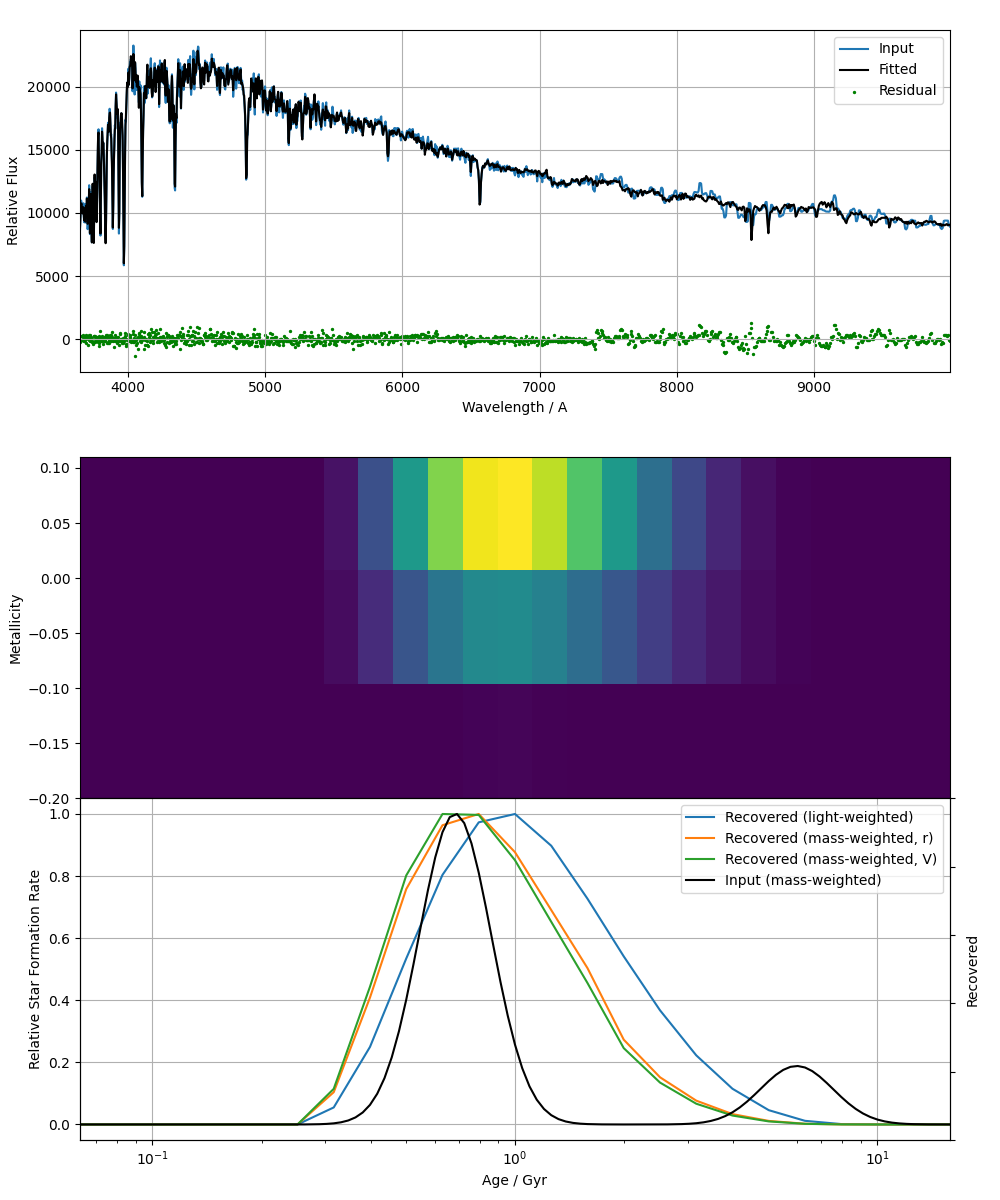 Input
Fitted
Residual
Relative Flux
20000
15000
10000
5000
0
4000 5000 6000 7000 8000 9000
Wavelength / A
Metallicity
0.10
0.05
0.00
−0.05
−0.10
−0.15
−0.20
Recovered (light-weighted)
Recovered (mass-weighted, r)
Recovered (mass-weighted, V)
Input (mass-weighted)
Relative Star Formation Rate
1.0
0.8
0.6
0.4
0.2
0.0
Recovered
10⁻¹ 10⁰ 10¹
Age / Gyr